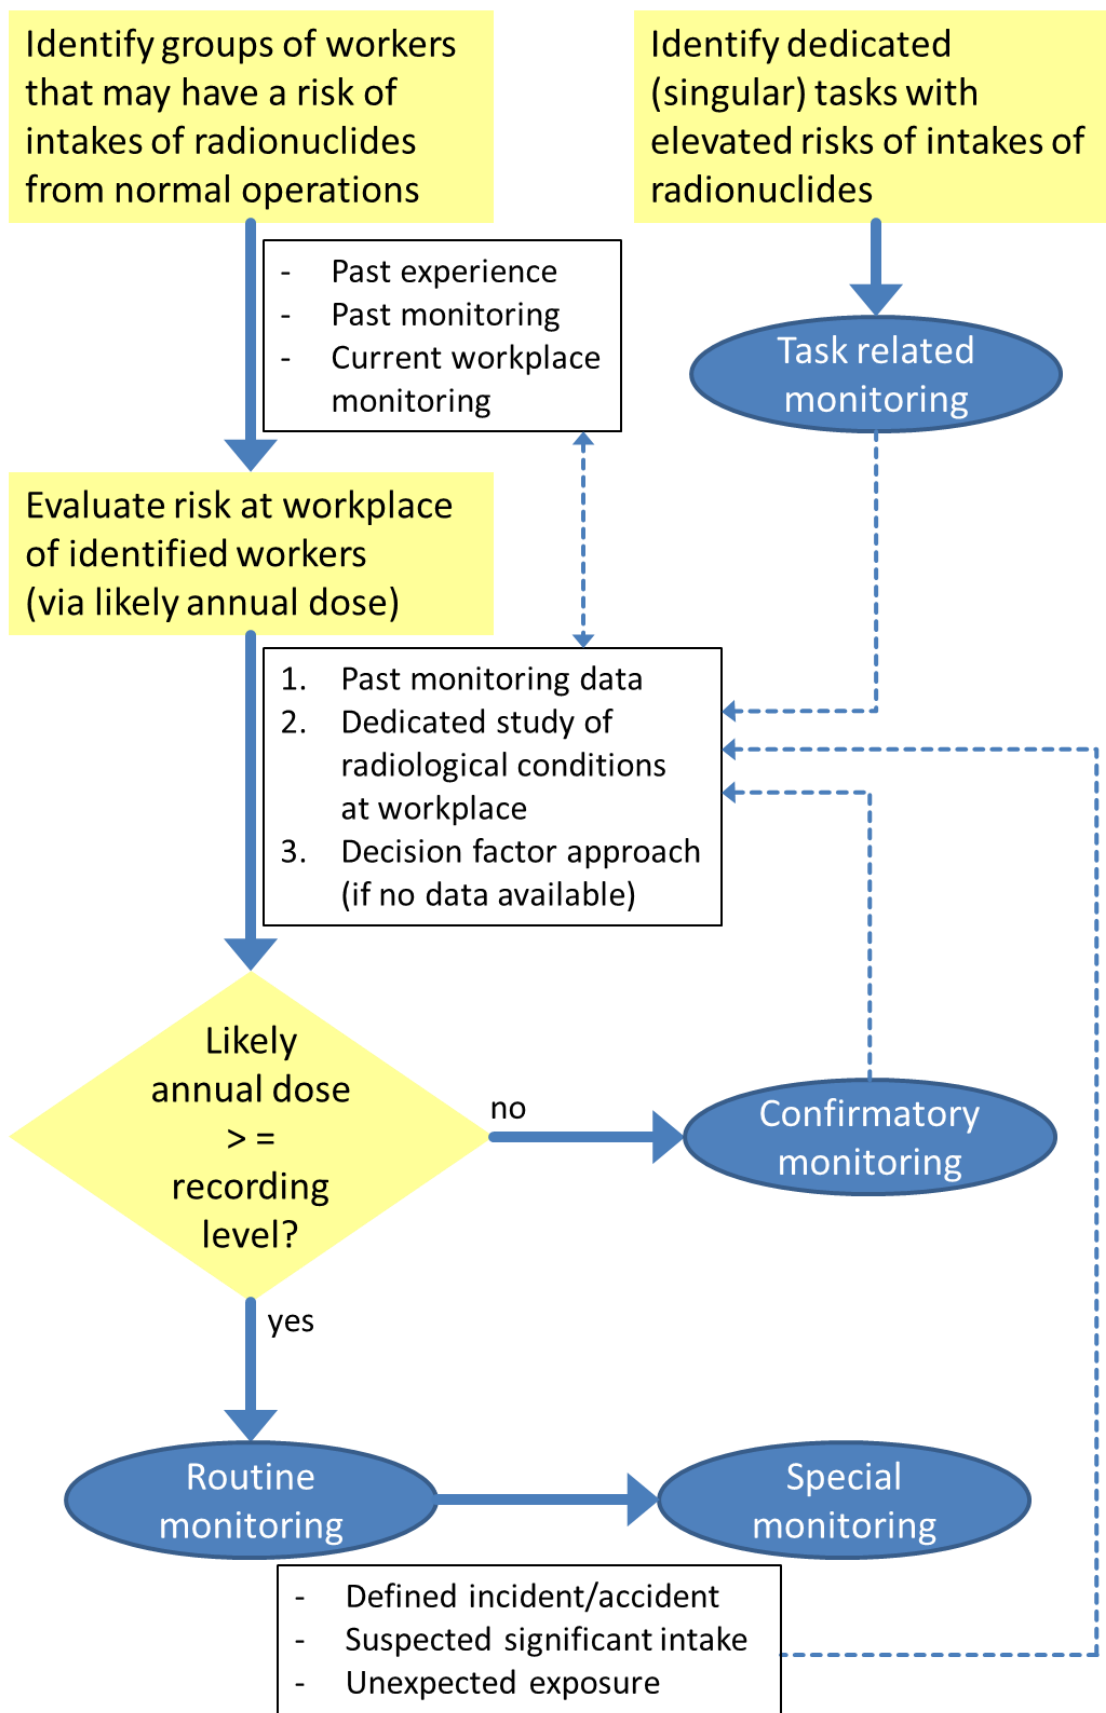 Identify groups of workers
that may have a risk of
intakes of radionuclides
from normal operations
Identify dedicated
(singular) tasks with
elevated risks of intakes of
radionuclides
- Past experience
- Past monitoring
- Current workplace
monitoring
Task related
monitoring
Evaluate risk at workplace
of identified workers
(via likely annual dose)
1. Past monitoring data
2. Dedicated study of
radiological conditions
at workplace
3. Decision factor approach
(if no data available)
Likely
annual dose
> =
recording
level?
no
Confirmatory
monitoring
yes
Routine
monitoring
Special
monitoring
- Defined incident/accident
- Suspected significant intake
- Unexpected exposure